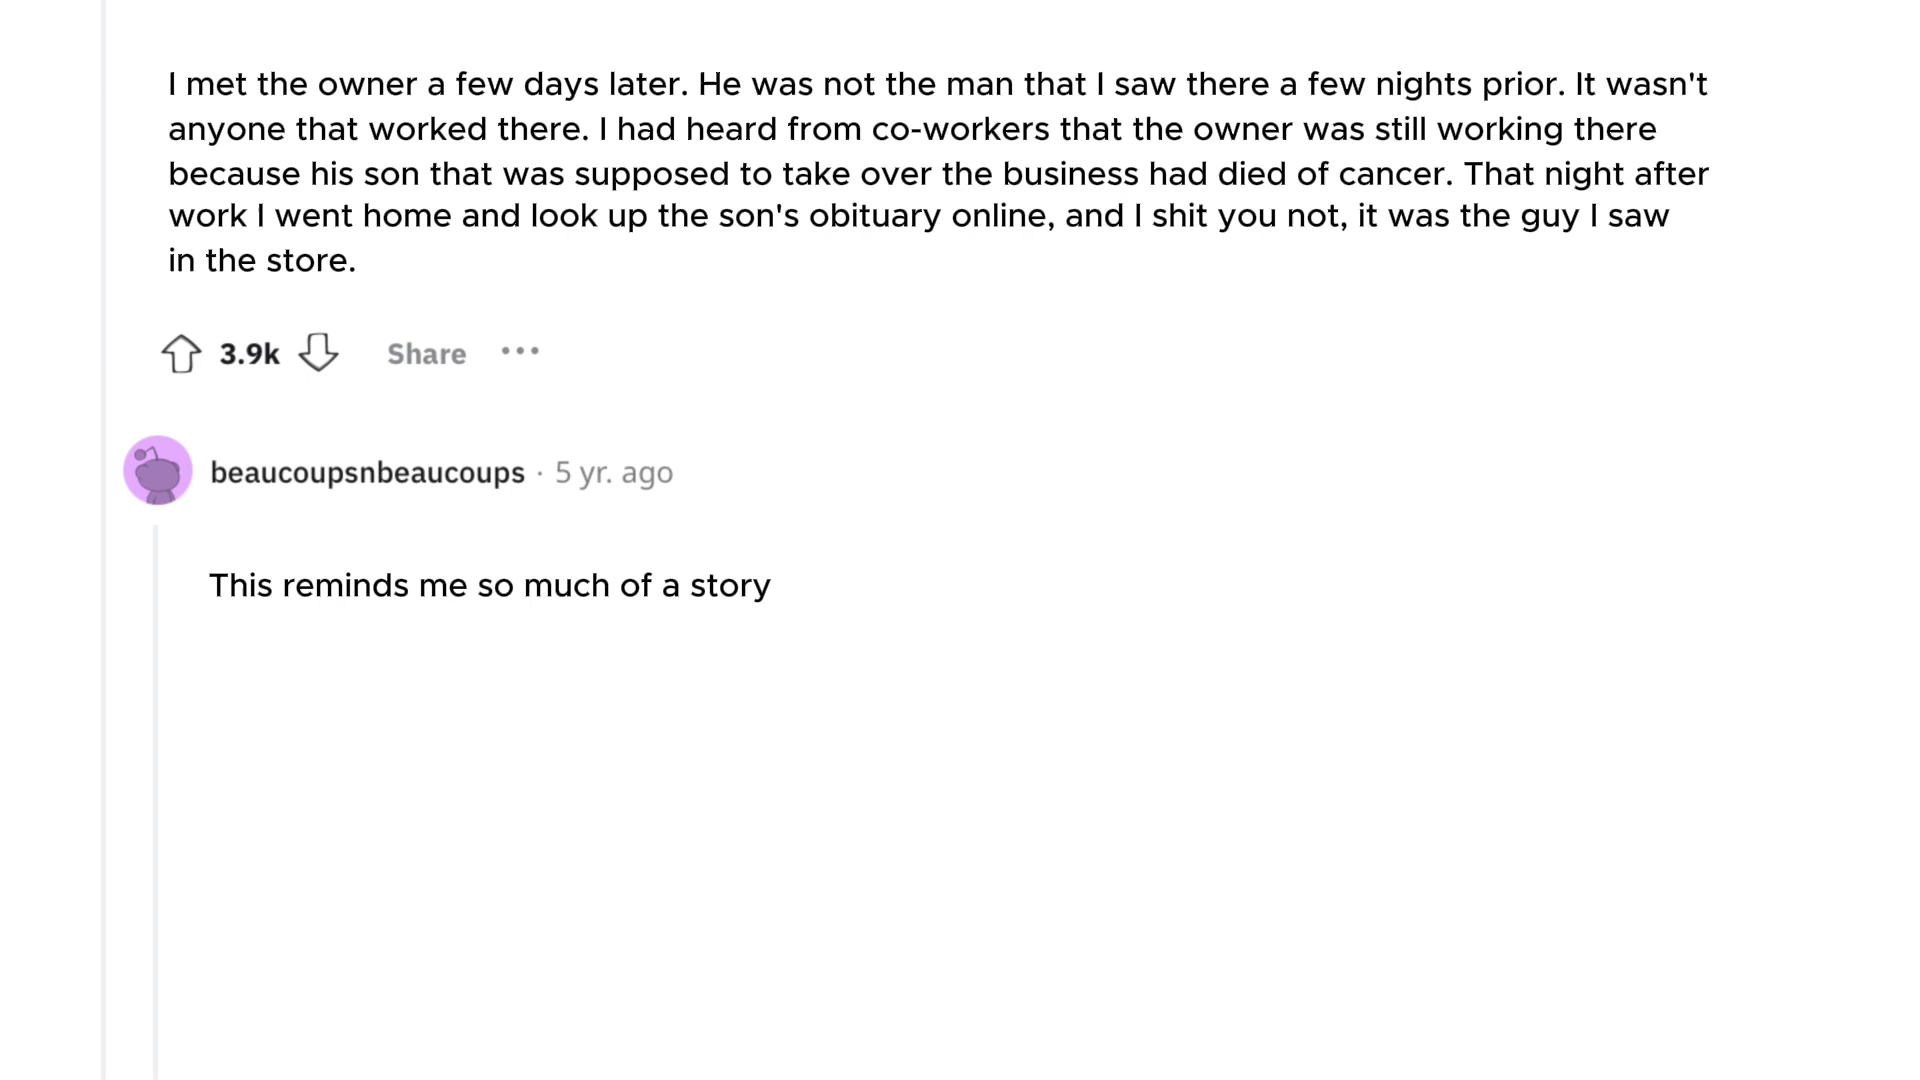 I met the owner a few days later. He was not the man that I saw there a few nights prior. It wasn't
anyone that worked there. I had heard from co-workers that the owner was still working there
because his son that was supposed to take over the business had died of cancer. That night after
work I went home and look up the son's obituary online, and I shit you not, it was the guy I saw
in the store.
3.9k Share •••
beaucoupsnbeaucoups · 5 yr. ago
This reminds me so much of a story